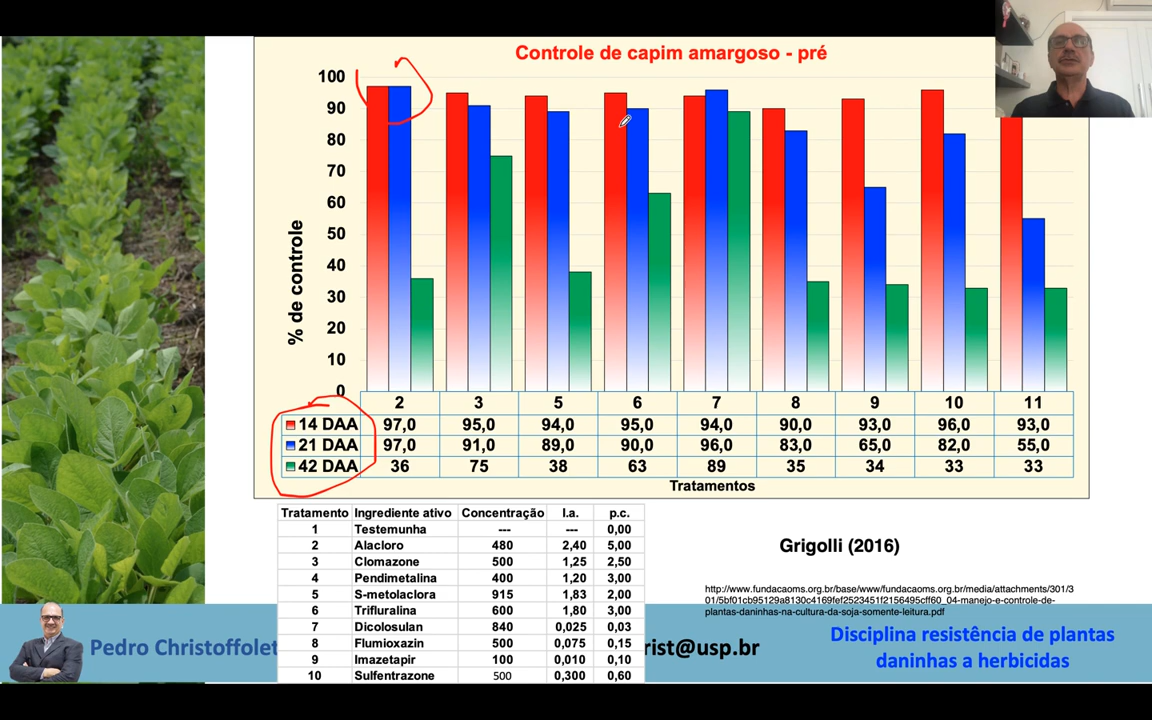 Controle de capim amargoso - pré
100
90
80
70
60
50
40
30
20
10
0
% de controle
2 3 5 6 7 8 9 10 11
14 DAA 97,0 95,0 94,0 95,0 94,0 90,0 93,0 96,0 93,0
21 DAA 97,0 91,0 89,0 90,0 96,0 83,0 65,0 82,0 55,0
42 DAA 36 75 38 63 89 35 34 33 33
Tratamentos
Tratamento Ingrediente ativo Concentração I.a. p.c.
1 Testemunha --- --- 0,00
2 Alacloro 480 2,40 5,00
3 Clomazone 500 1,25 2,50
4 Pendimetalina 400 1,20 3,00
5 S-metolaclora 915 1,83 2,00
6 Trifluralina 600 1,80 3,00
7 Dicolosulan 840 0,025 0,03
8 Flumioxazin 500 0,075 0,15
9 Imazetapir 100 0,010 0,10
10 Sulfentrazone 500 0,300 0,60
Grigolli (2016)
http://www.fundacaoms.org.br/base/www/fundacaoms.org.br/media/attachments/301/3
01/5bf01cb95129a8130c4169fef2523451f2156495cff60_04-manejo-e-controle-de-
plantas-daninhas-na-cultura-da-soja-somente-leitura.pdf
Pedro Christoffolet
rist@usp.br
Disciplina resistência de plantas
daninhas a herbicidas